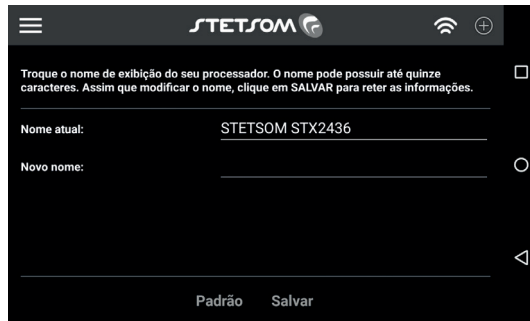 STETSOM
Troque o nome de exibição do seu processador. O nome pode possuir até quinze
caracteres. Assim que modificar o nome, clique em SALVAR para reter as informações.
Nome atual: STETSOM STX2436
Novo nome:
Padrão Salvar